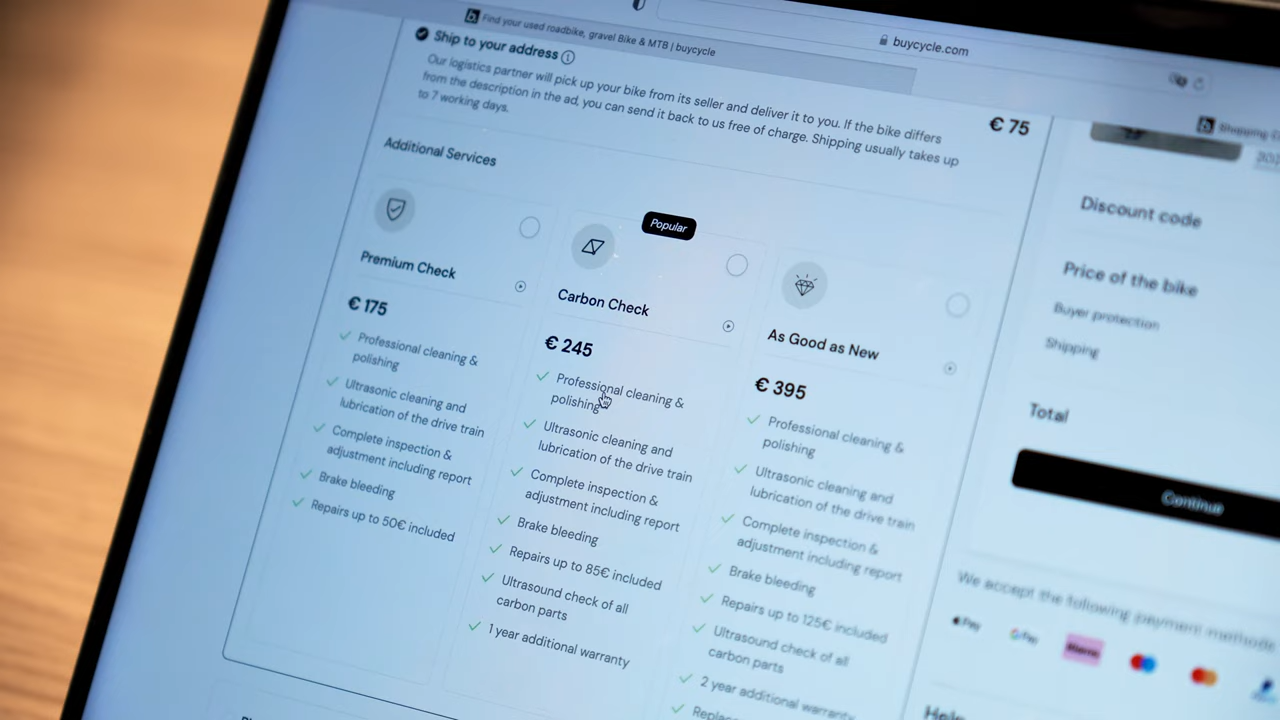 Find your used roadbike, gravel Bike & MTB | buycycle
buycycle.com
Ship to your address
Our logistics partner will pick up your bike from its seller and deliver it to you. If the bike differs
from the description in the ad, you can send it back to us free of charge. Shipping usually takes up
to 7 working days.
€ 75
Additional Services
Premium Check
€ 175
Professional cleaning &
polishing
Ultrasonic cleaning and
lubrication of the drive train
Complete inspection &
adjustment including report
Brake bleeding
Repairs up to 50€ included
Popular
Carbon Check
€ 245
Professional cleaning &
polishing
Ultrasonic cleaning and
lubrication of the drive train
Complete inspection &
adjustment including report
Brake bleeding
Repairs up to 85€ included
Ultrasound check of all
carbon parts
1 year additional warranty
As Good as New
€ 395
Professional cleaning &
polishing
Ultrasonic cleaning and
lubrication of the drive train
Complete inspection &
adjustment including report
Brake bleeding
Repairs up to 125€ included
Ultrasound check of all
carbon parts
2 year additional warranty
Shopping
Discount code
Price of the bike
Buyer protection
Shipping
Total
Continue
We accept the following payment methods
Pay
G Pay
Klarna
Help